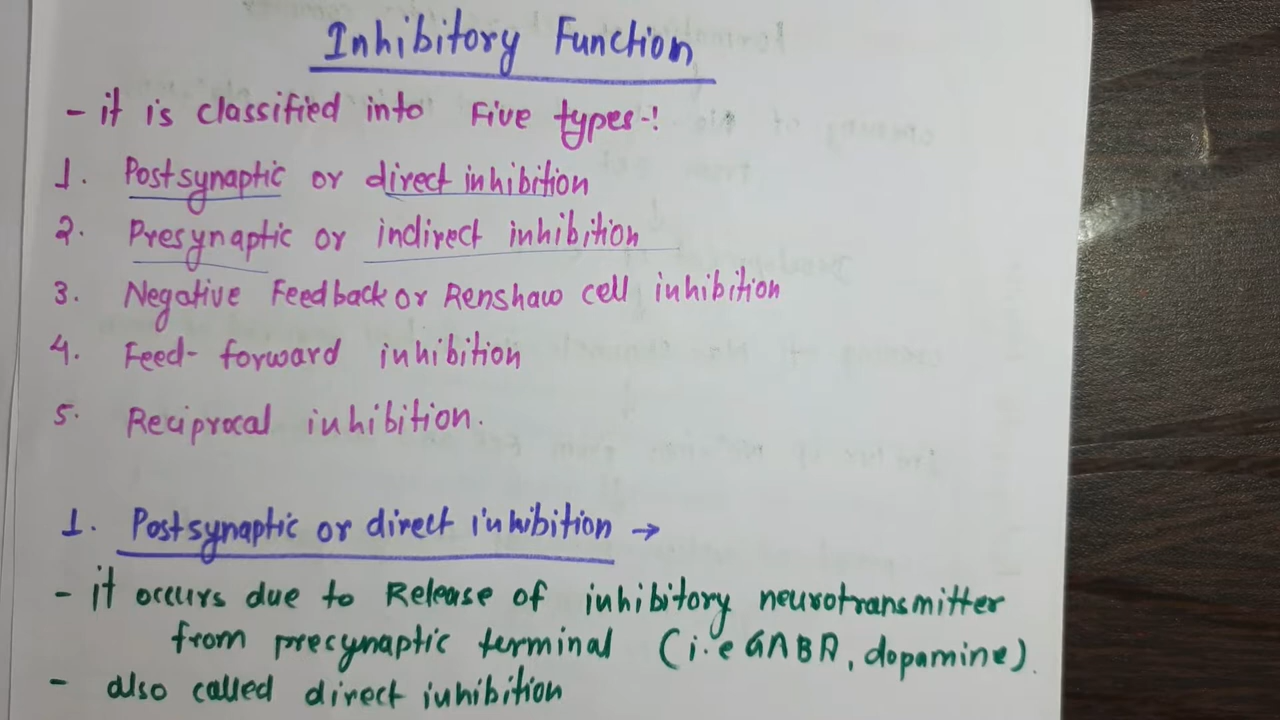 Inhibitory Function
- it is classified into Five types-:
1. Postsynaptic or direct inhibition
2. Presynaptic or indirect inhibition
3. Negative Feedback or Renshaw cell inhibition
4. Feed-forward inhibition
5. Reciprocal inhibition.
1. Postsynaptic or direct inhibition →
- it occurs due to Release of inhibitory neurotransmitter
from precynaptic terminal (i.e GABA, dopamine).
- also called direct inhibition